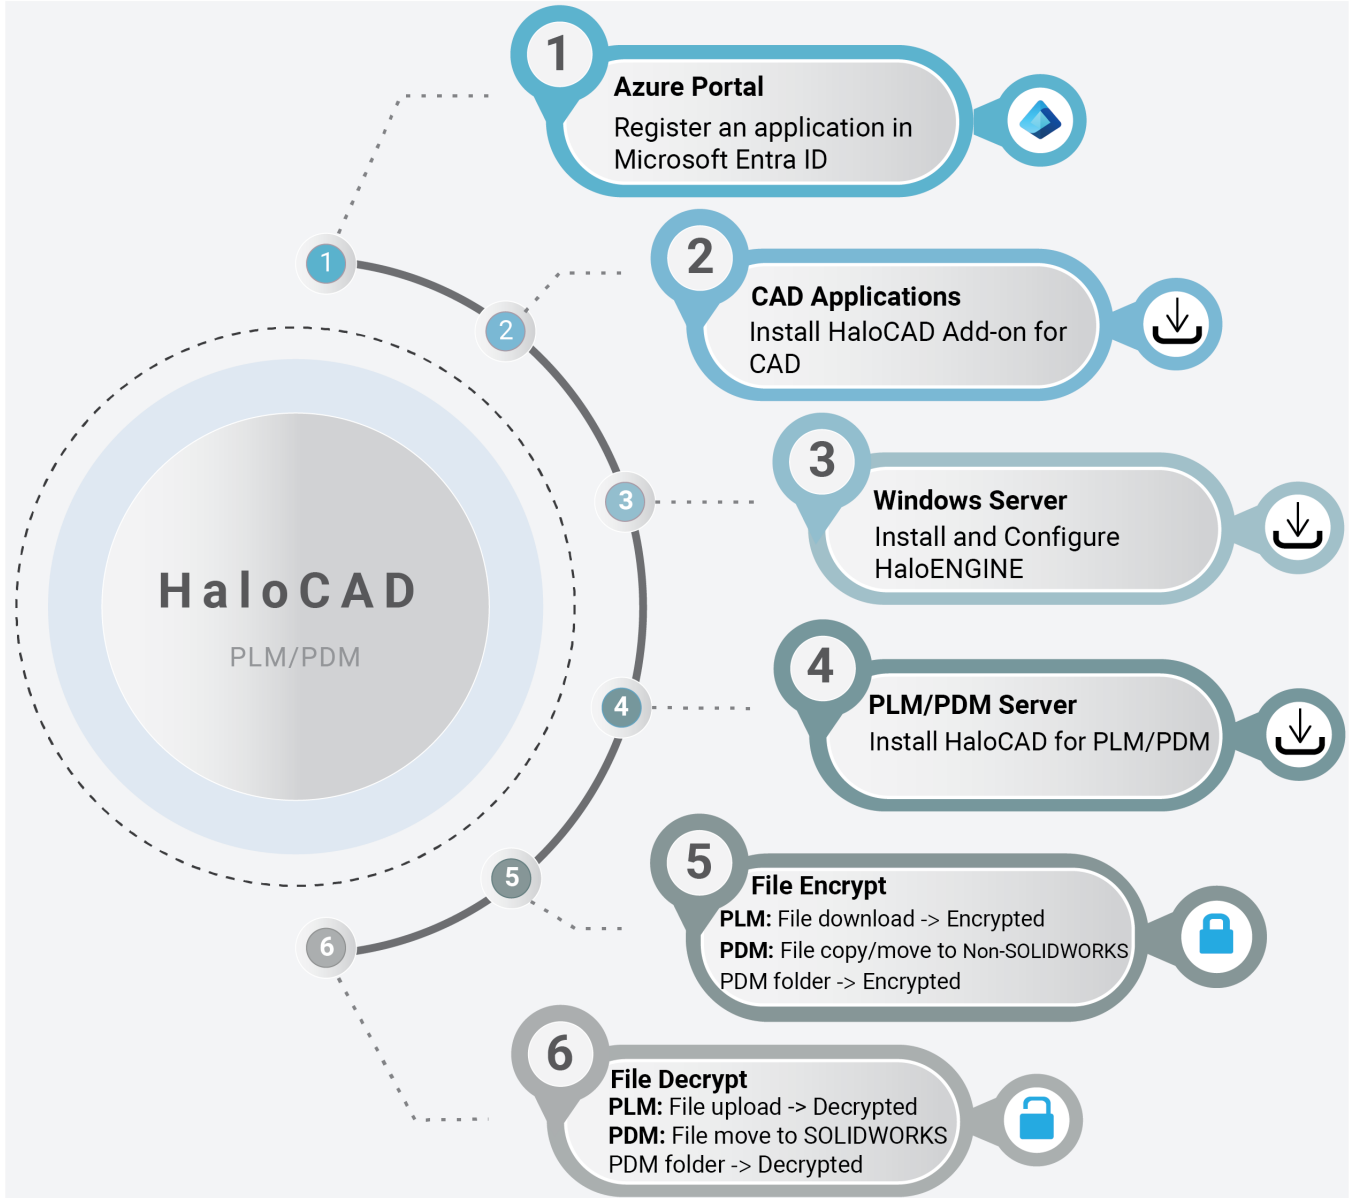 1
Azure Portal
Register an application in
Microsoft Entra ID
1
2
CAD Applications
Install HaloCAD Add-on for
CAD
2
3
Windows Server
Install and Configure
HaloENGINE
3
HaloCAD
PLM/PDM
4
PLM/PDM Server
Install HaloCAD for PLM/PDM
4
5
File Encrypt
PLM: File download -> Encrypted
PDM: File copy/move to Non-SOLIDWORKS
PDM folder -> Encrypted
5
6
6
File Decrypt
PLM: File upload -> Decrypted
PDM: File move to SOLIDWORKS
PDM folder -> Decrypted